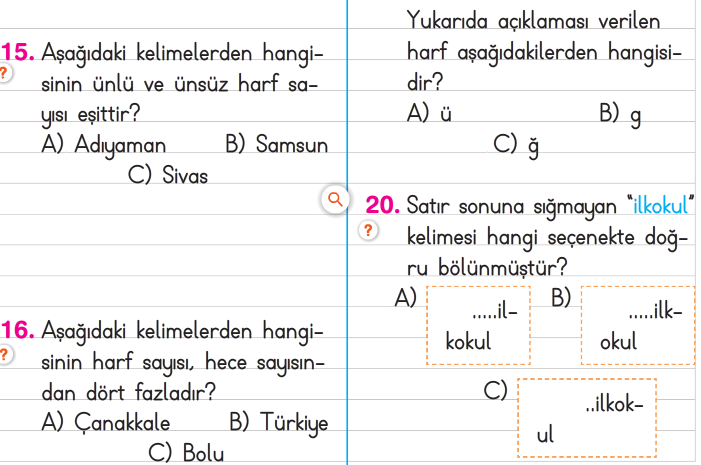 15. Aşağıdaki kelimelerden hangi-
sinin ünlü ve ünsüz harf sa-
yısı eşittir?
A) Adıyaman B) Samsun
C) Sivas
16. Aşağıdaki kelimelerden hangi-
sinin harf sayısı, hece sayısın-
dan dört fazladır?
A) Çanakkale B) Türkiye
C) Bolu
Yukarıda açıklaması verilen
harf aşağıdakilerden hangisi-
dir?
A) ü B) g
C) ğ
20. Satır sonuna sığmayan "ilkokul"
kelimesi hangi seçenekte doğ-
ru bölünmüştür?
A) .....il-
kokul
B) .....ilk-
okul
C) ..ilkok-
ul